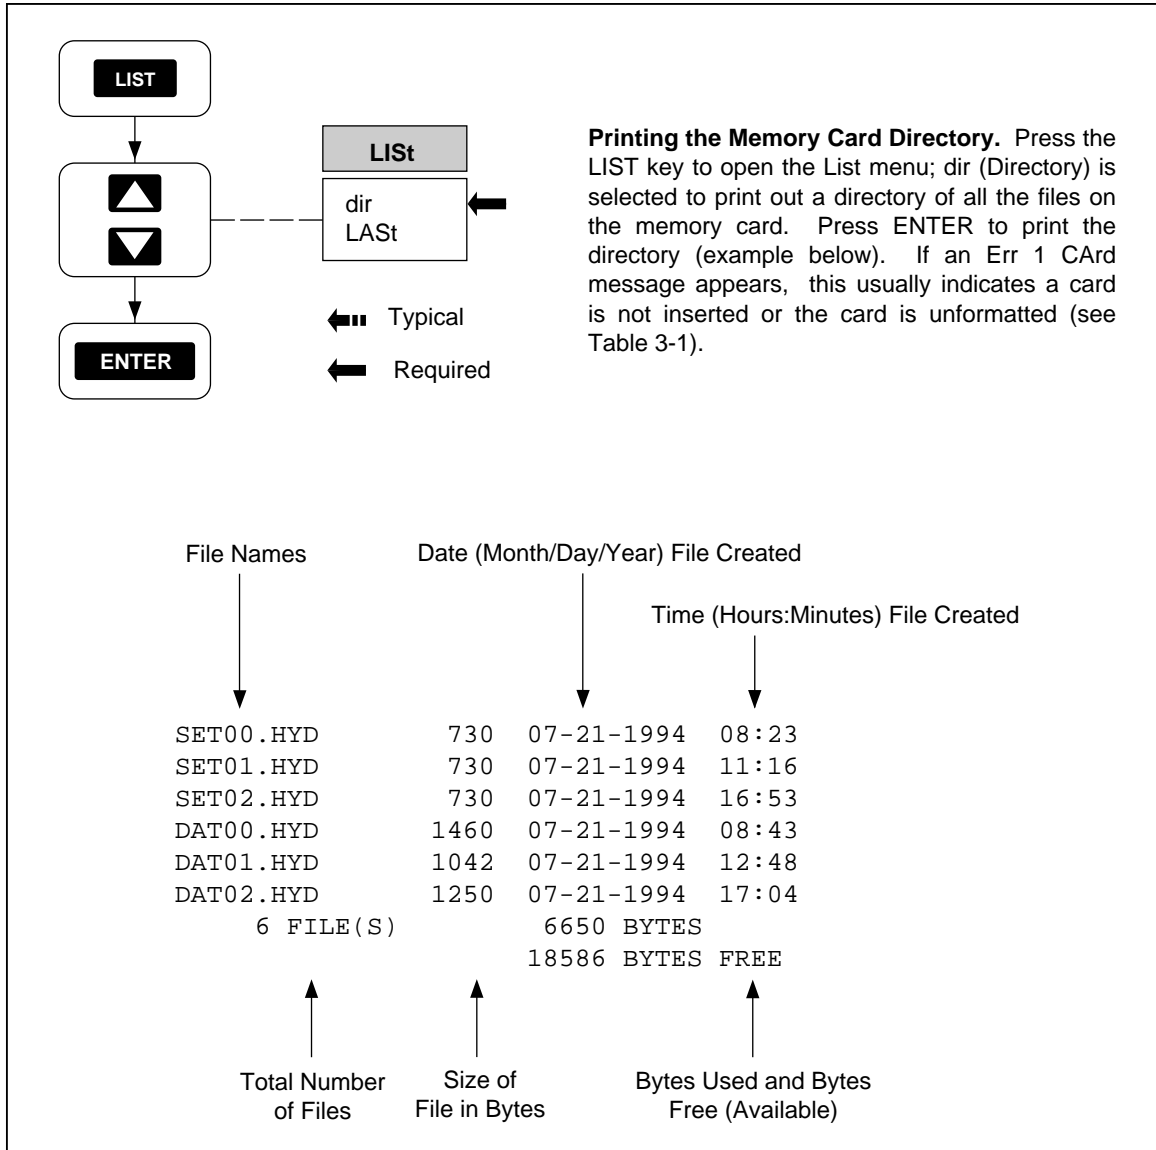 LIST
LISt
dir
LASt
Typical
Required
ENTER
Printing the Memory Card Directory. Press the
LIST key to open the List menu; dir (Directory) is
selected to print out a directory of all the files on
the memory card. Press ENTER to print the
directory (example below). If an Err 1 CArd
message appears, this usually indicates a card
is not inserted or the card is unformatted (see
Table 3-1).
File Names
Date (Month/Day/Year) File Created
Time (Hours:Minutes) File Created
SET00.HYD 730 07-21-1994 08:23
SET01.HYD 730 07-21-1994 11:16
SET02.HYD 730 07-21-1994 16:53
DAT00.HYD 1460 07-21-1994 08:43
DAT01.HYD 1042 07-21-1994 12:48
DAT02.HYD 1250 07-21-1994 17:04
6 FILE(S) 6650 BYTES
18586 BYTES FREE
Total Number
of Files
Size of
File in Bytes
Bytes Used and Bytes
Free (Available)